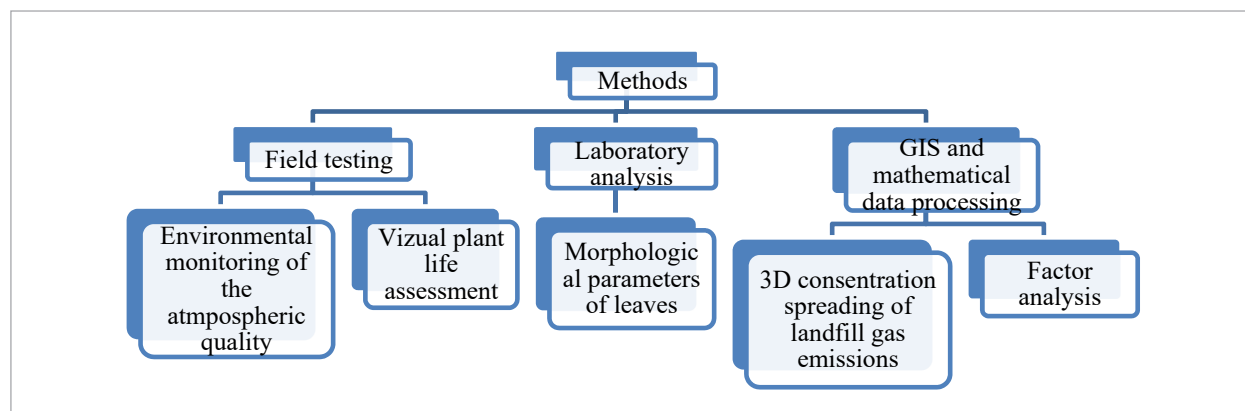 Methods
Field testing
Laboratory
analysis
GIS and
mathematical
data processing
Environmental
monitoring of
the
atmpospheric
quality
Vizual plant
life
assessment
Morphologic
al parameters
of leaves
3D consentration
spreading of
landfill gas
emissions
Factor
analysis